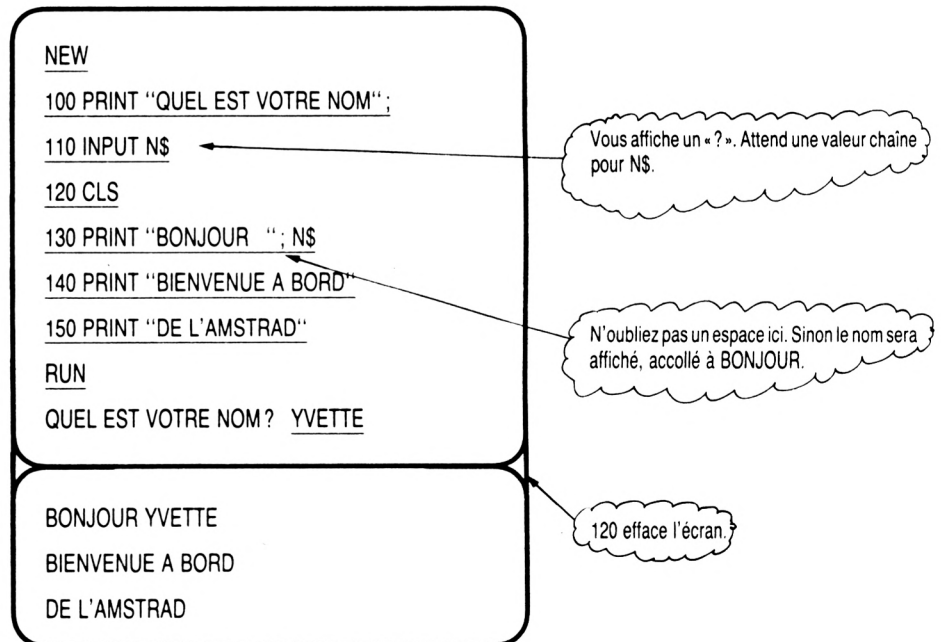 NEW
100 PRINT “QUEL EST VOTRE NOM“ ;
110 INPUT N$
120 CLS
130 PRINT “BONJOUR “ ; N$
140 PRINT “BIENVENUE A BORD“
150 PRINT “DE L’AMSTRAD“
RUN
QUEL EST VOTRE NOM ? YVETTE
BONJOUR YVETTE
BIENVENUE A BORD
DE L’AMSTRAD
Vous affiche un « ? ». Attend une valeur chaîne
pour N$.
N’oubliez pas un espace ici. Sinon le nom sera
affiché, accollé à BONJOUR.
120 efface l’écran.